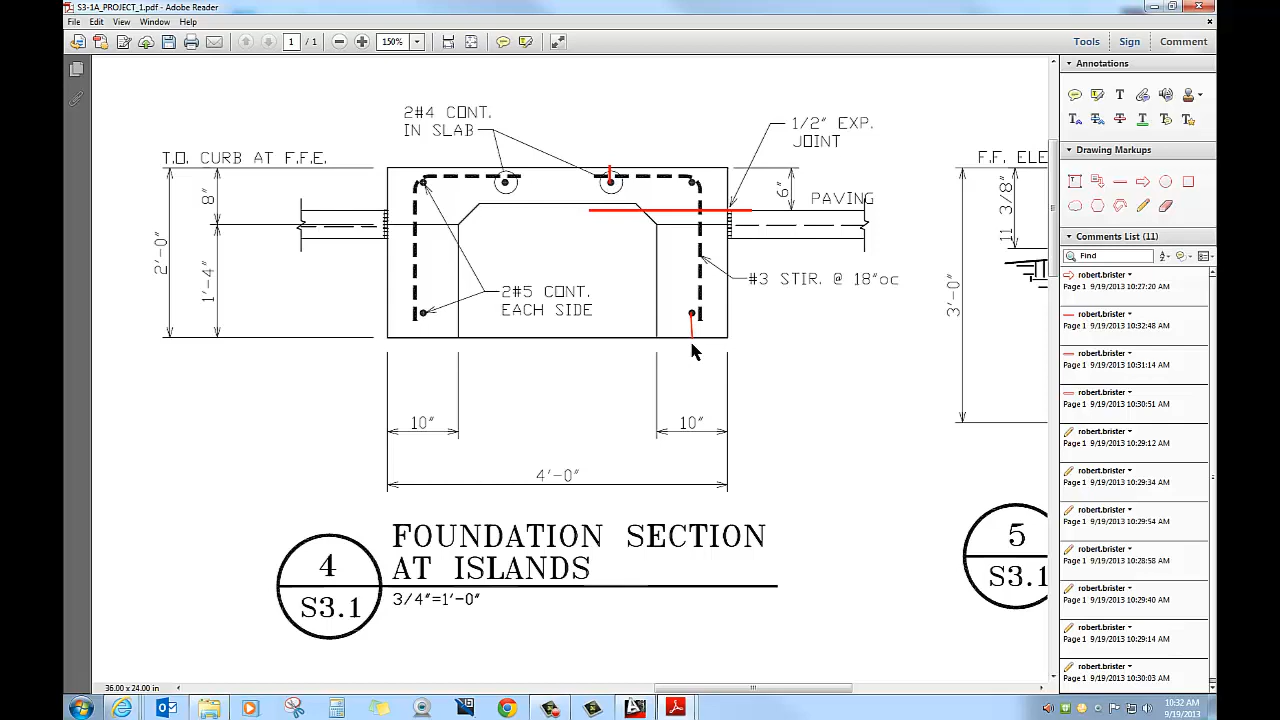 S3-1A_PROJECT_1.pdf - Adobe Reader
File Edit View Window Help
1 / 1
150%
Tools Sign Comment
2#4 CONT.
IN SLAB
1/2" EXP.
JOINT
T.O. CURB AT F.F.E.
F.F. ELE
8"
6"
PAVING
11 3/8"
2'-0"
1'-4"
#3 STIR. @ 18"oc
2#5 CONT.
EACH SIDE
3'-0"
10"
10"
4'-0"
FOUNDATION SECTION
AT ISLANDS
3/4"=1'-0"
4
S3.1
5
S3.1
Annotations
Drawing Markups
Comments List (11)
Find
robert.brister
Page 1 9/19/2013 10:27:20 AM
robert.brister
Page 1 9/19/2013 10:32:48 AM
robert.brister
Page 1 9/19/2013 10:31:14 AM
robert.brister
Page 1 9/19/2013 10:30:51 AM
robert.brister
Page 1 9/19/2013 10:29:12 AM
robert.brister
Page 1 9/19/2013 10:29:34 AM
robert.brister
Page 1 9/19/2013 10:29:54 AM
robert.brister
Page 1 9/19/2013 10:28:58 AM
robert.brister
Page 1 9/19/2013 10:29:40 AM
robert.brister
Page 1 9/19/2013 10:29:14 AM
robert.brister
Page 1 9/19/2013 10:30:03 AM
36.00 x 24.00 in
10:32 AM
9/19/2013